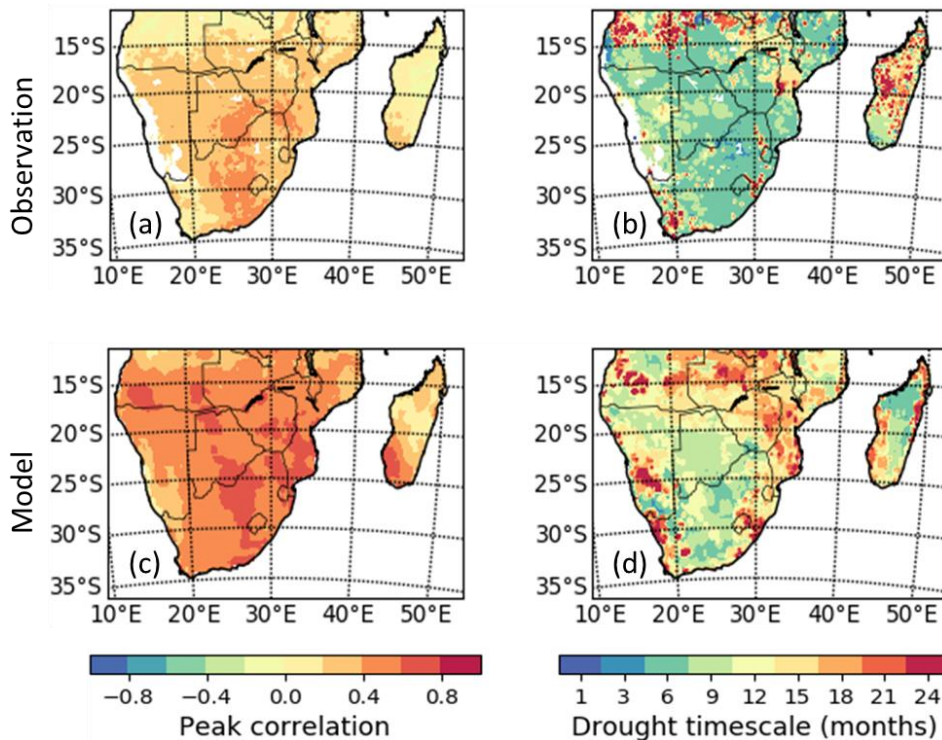 Observation
15°S
20°S
25°S
30°S
35°S
(a)
10°E 20°E 30°E 40°E 50°E
15°S
20°S
25°S
30°S
35°S
(b)
10°E 20°E 30°E 40°E 50°E
Model
15°S
20°S
25°S
30°S
35°S
(c)
10°E 20°E 30°E 40°E 50°E
15°S
20°S
25°S
30°S
35°S
(d)
10°E 20°E 30°E 40°E 50°E
−0.8 −0.4 0.0 0.4 0.8
Peak correlation
1 3 6 9 12 15 18 21 24
Drought timescale (months)